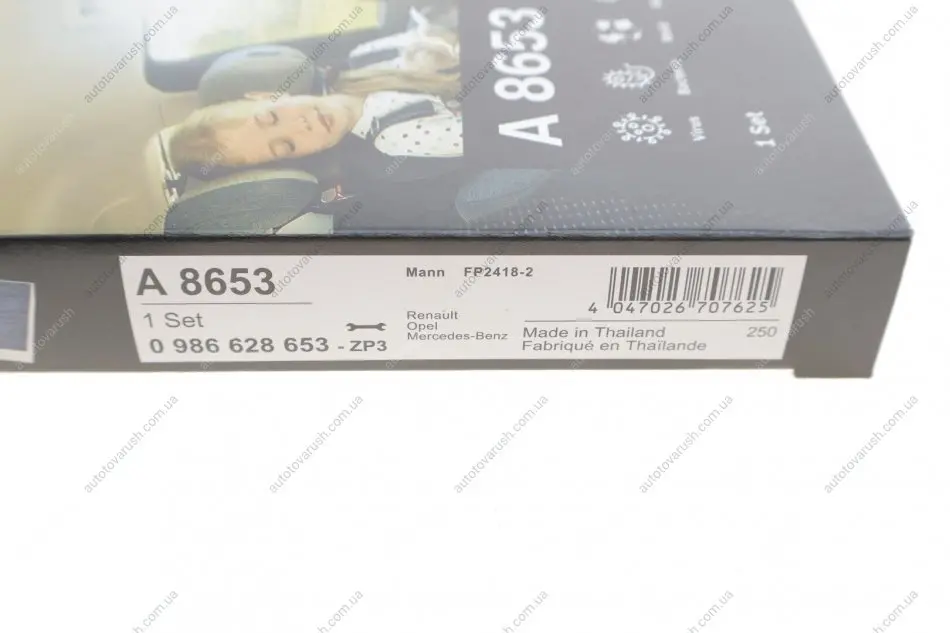 A 8653
Virus
1 Set
A 8653
1 Set
0 986 628 653 - ZP3
Mann FP2418-2
Renault
Opel
Mercedes-Benz
4 047026 707625
Made in Thailand 250
Fabriqué en Thaïlande
autotovarush.com.ua